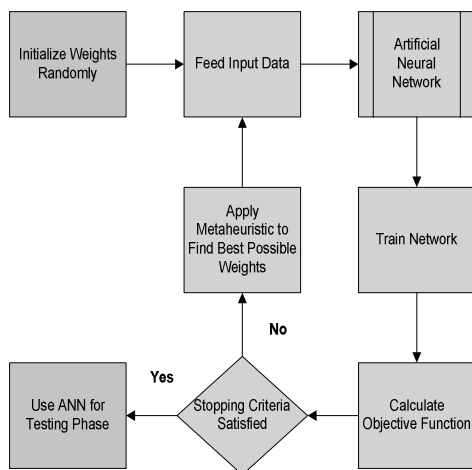 Initialize Weights
Randomly
Feed Input Data
Artificial
Neural
Network
Apply
Metaheuristic to
Find Best Possible
Weights
Train Network
No
Yes
Use ANN for
Testing Phase
Stopping Criteria
Satisfied
Calculate
Objective Function